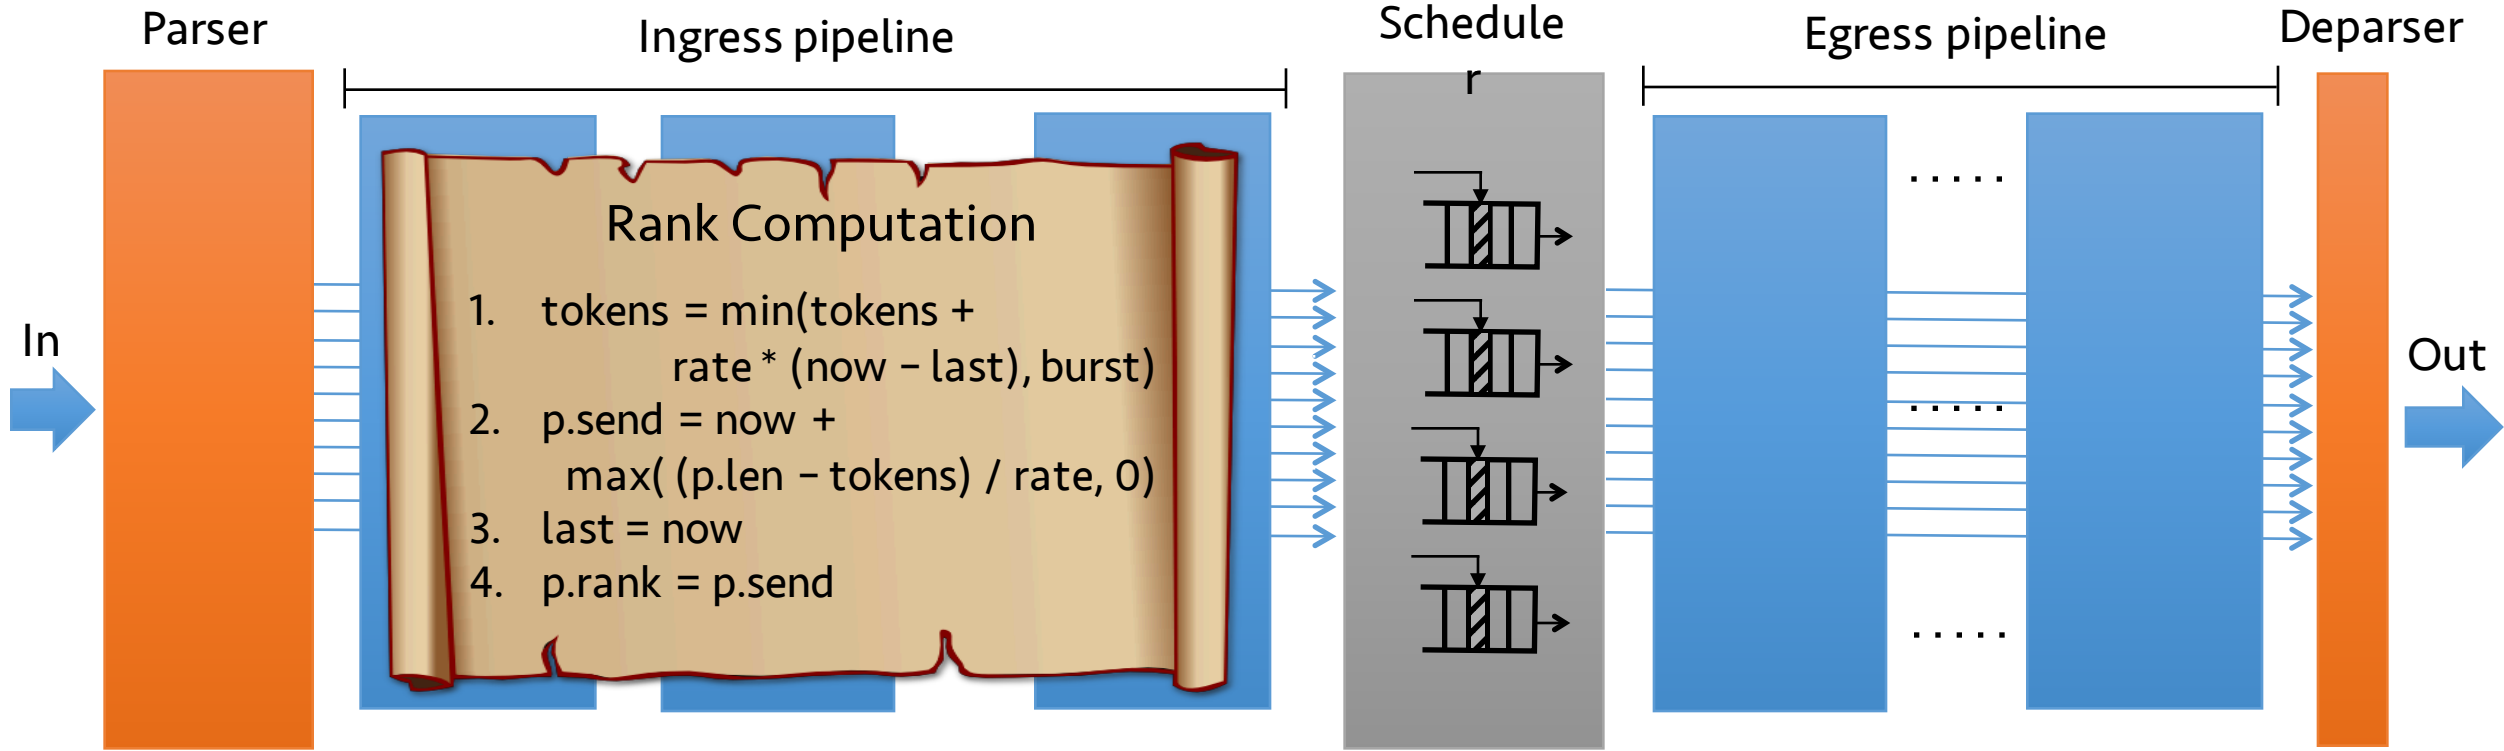 Parser
Ingress pipeline
Schedule
r
Egress pipeline
Deparser
In
Rank Computation
1. tokens = min(tokens +
rate * (now – last), burst)
2. p.send = now +
max( (p.len – tokens) / rate, 0)
3. last = now
4. p.rank = p.send
Out